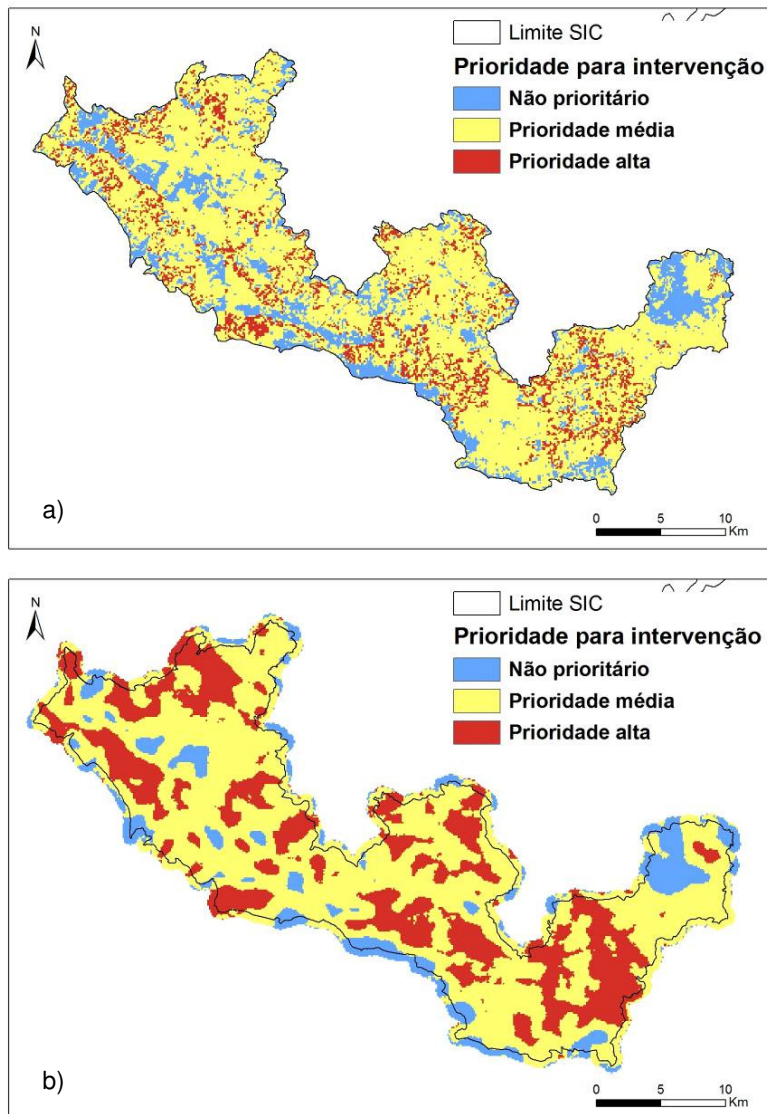 N
Limite SIC
Prioridade para intervenção
Não prioritário
Prioridade média
Prioridade alta
a)
0 5 10
Km
N
Limite SIC
Prioridade para intervenção
Não prioritário
Prioridade média
Prioridade alta
b)
0 5 10
Km